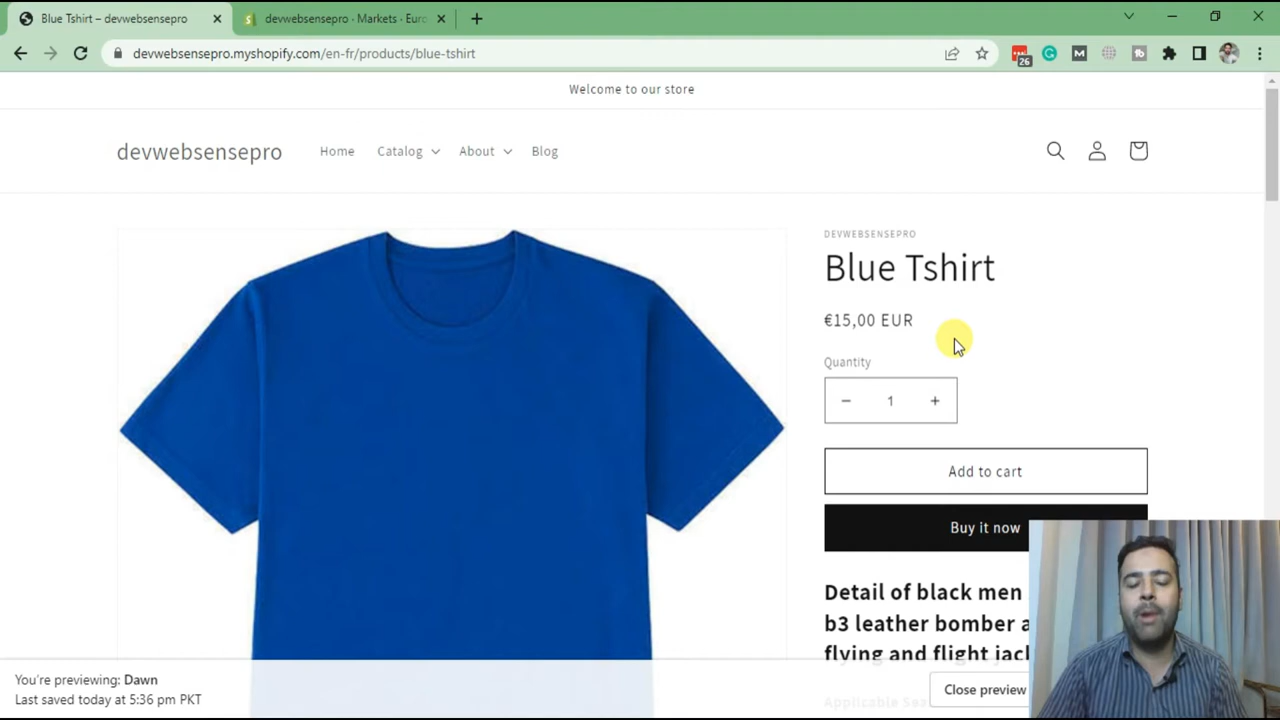 Blue Tshirt – devwebsensepro
devwebsensepro · Markets · Euro
devwebsensepro.myshopify.com/en-fr/products/blue-tshirt
26
Welcome to our store
devwebsensepro
Home
Catalog
About
Blog
DEVWEBSENSEPRO
Blue Tshirt
€15,00 EUR
Quantity
− 1 +
Add to cart
Buy it now
Detail of black men
b3 leather bomber a
flying and flight jack
Applicable Sea
You're previewing: Dawn
Last saved today at 5:36 pm PKT
Close preview